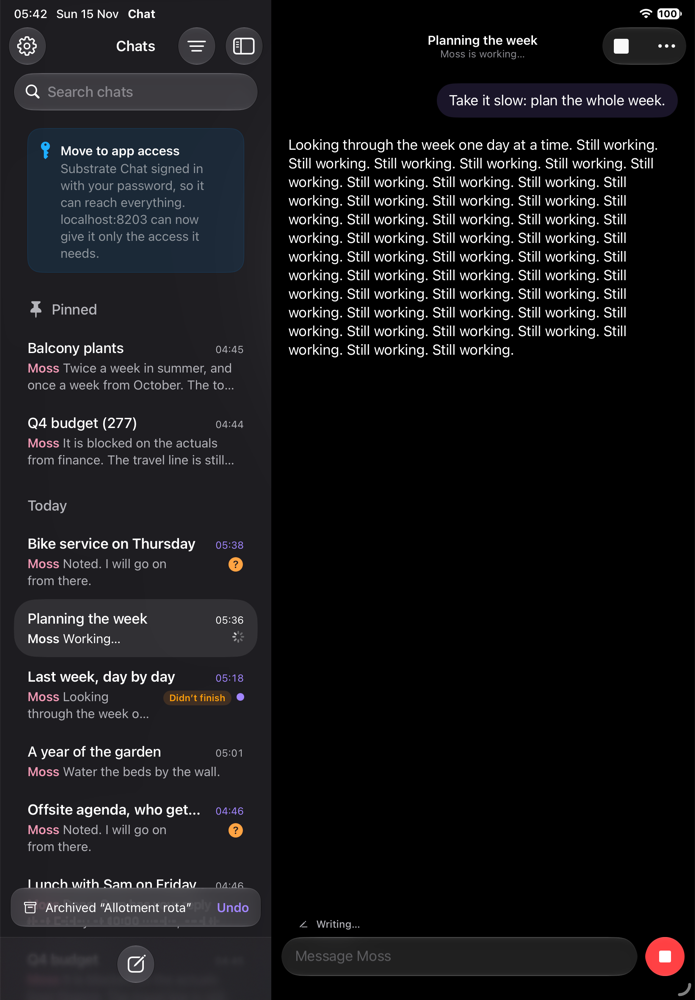 05:42 Sun 15 Nov Chat
100
Chats
Search chats
Move to app access
Substrate Chat signed in
with your password, so it
can reach everything.
localhost:8203 can now
give it only the access it
needs.
Pinned
Balcony plants 04:45
Moss Twice a week in summer, and
once a week from October. The to...
Q4 budget (277) 04:44
Moss It is blocked on the actuals
from finance. The travel line is still...
Today
Bike service on Thursday 05:38
Moss Noted. I will go on
from there.
?
Planning the week 05:36
Moss Working...
Last week, day by day 05:18
Moss Looking
through the week o...
Didn't finish
A year of the garden 05:01
Moss Water the beds by the wall.
Offsite agenda, who get... 04:46
Moss Noted. I will go on
from there.
?
Lunch with Sam on Friday 04:46
Archived “Allotment rota” Undo
Q4 budget
Planning the week
Moss is working...
Take it slow: plan the whole week.
Looking through the week one day at a time. Still working.
Still working. Still working. Still working. Still working. Still
working. Still working. Still working. Still working. Still
working. Still working. Still working. Still working. Still
working. Still working. Still working. Still working. Still
working. Still working. Still working. Still working. Still
working. Still working. Still working. Still working. Still
working. Still working. Still working. Still working. Still
working. Still working. Still working. Still working. Still
working. Still working. Still working. Still working. Still
working. Still working. Still working. Still working. Still
working. Still working. Still working.
Writing...
Message Moss